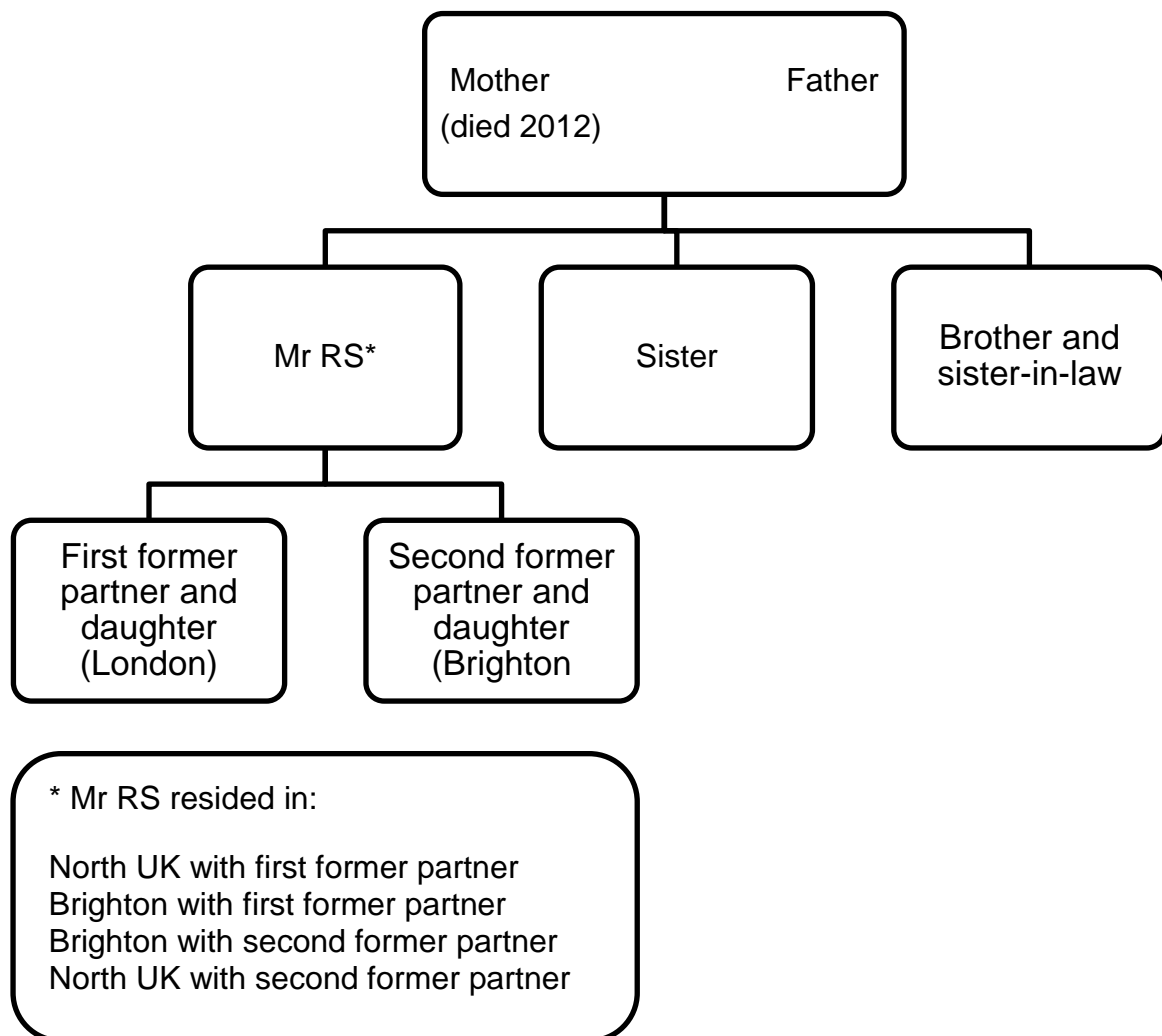 Mother Father
(died 2012)
Mr RS*
Sister
Brother and
sister-in-law
First former
partner and
daughter
(London)
Second former
partner and
daughter
(Brighton
* Mr RS resided in:
North UK with first former partner
Brighton with first former partner
Brighton with second former partner
North UK with second former partner